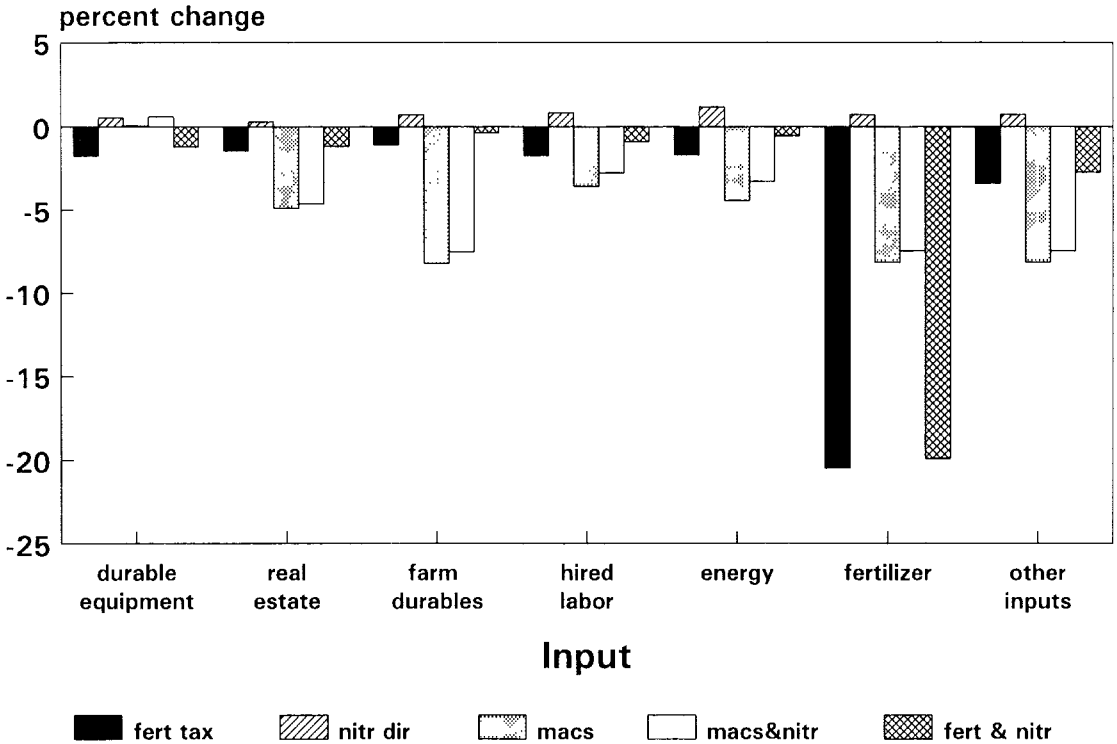 percent change
5
0
-5
-10
-15
-20
-25
durable equipment
real estate
farm durables
hired labor
energy
fertilizer
other inputs
Input
fert tax
nitr dir
macs
macs&nitr
fert & nitr